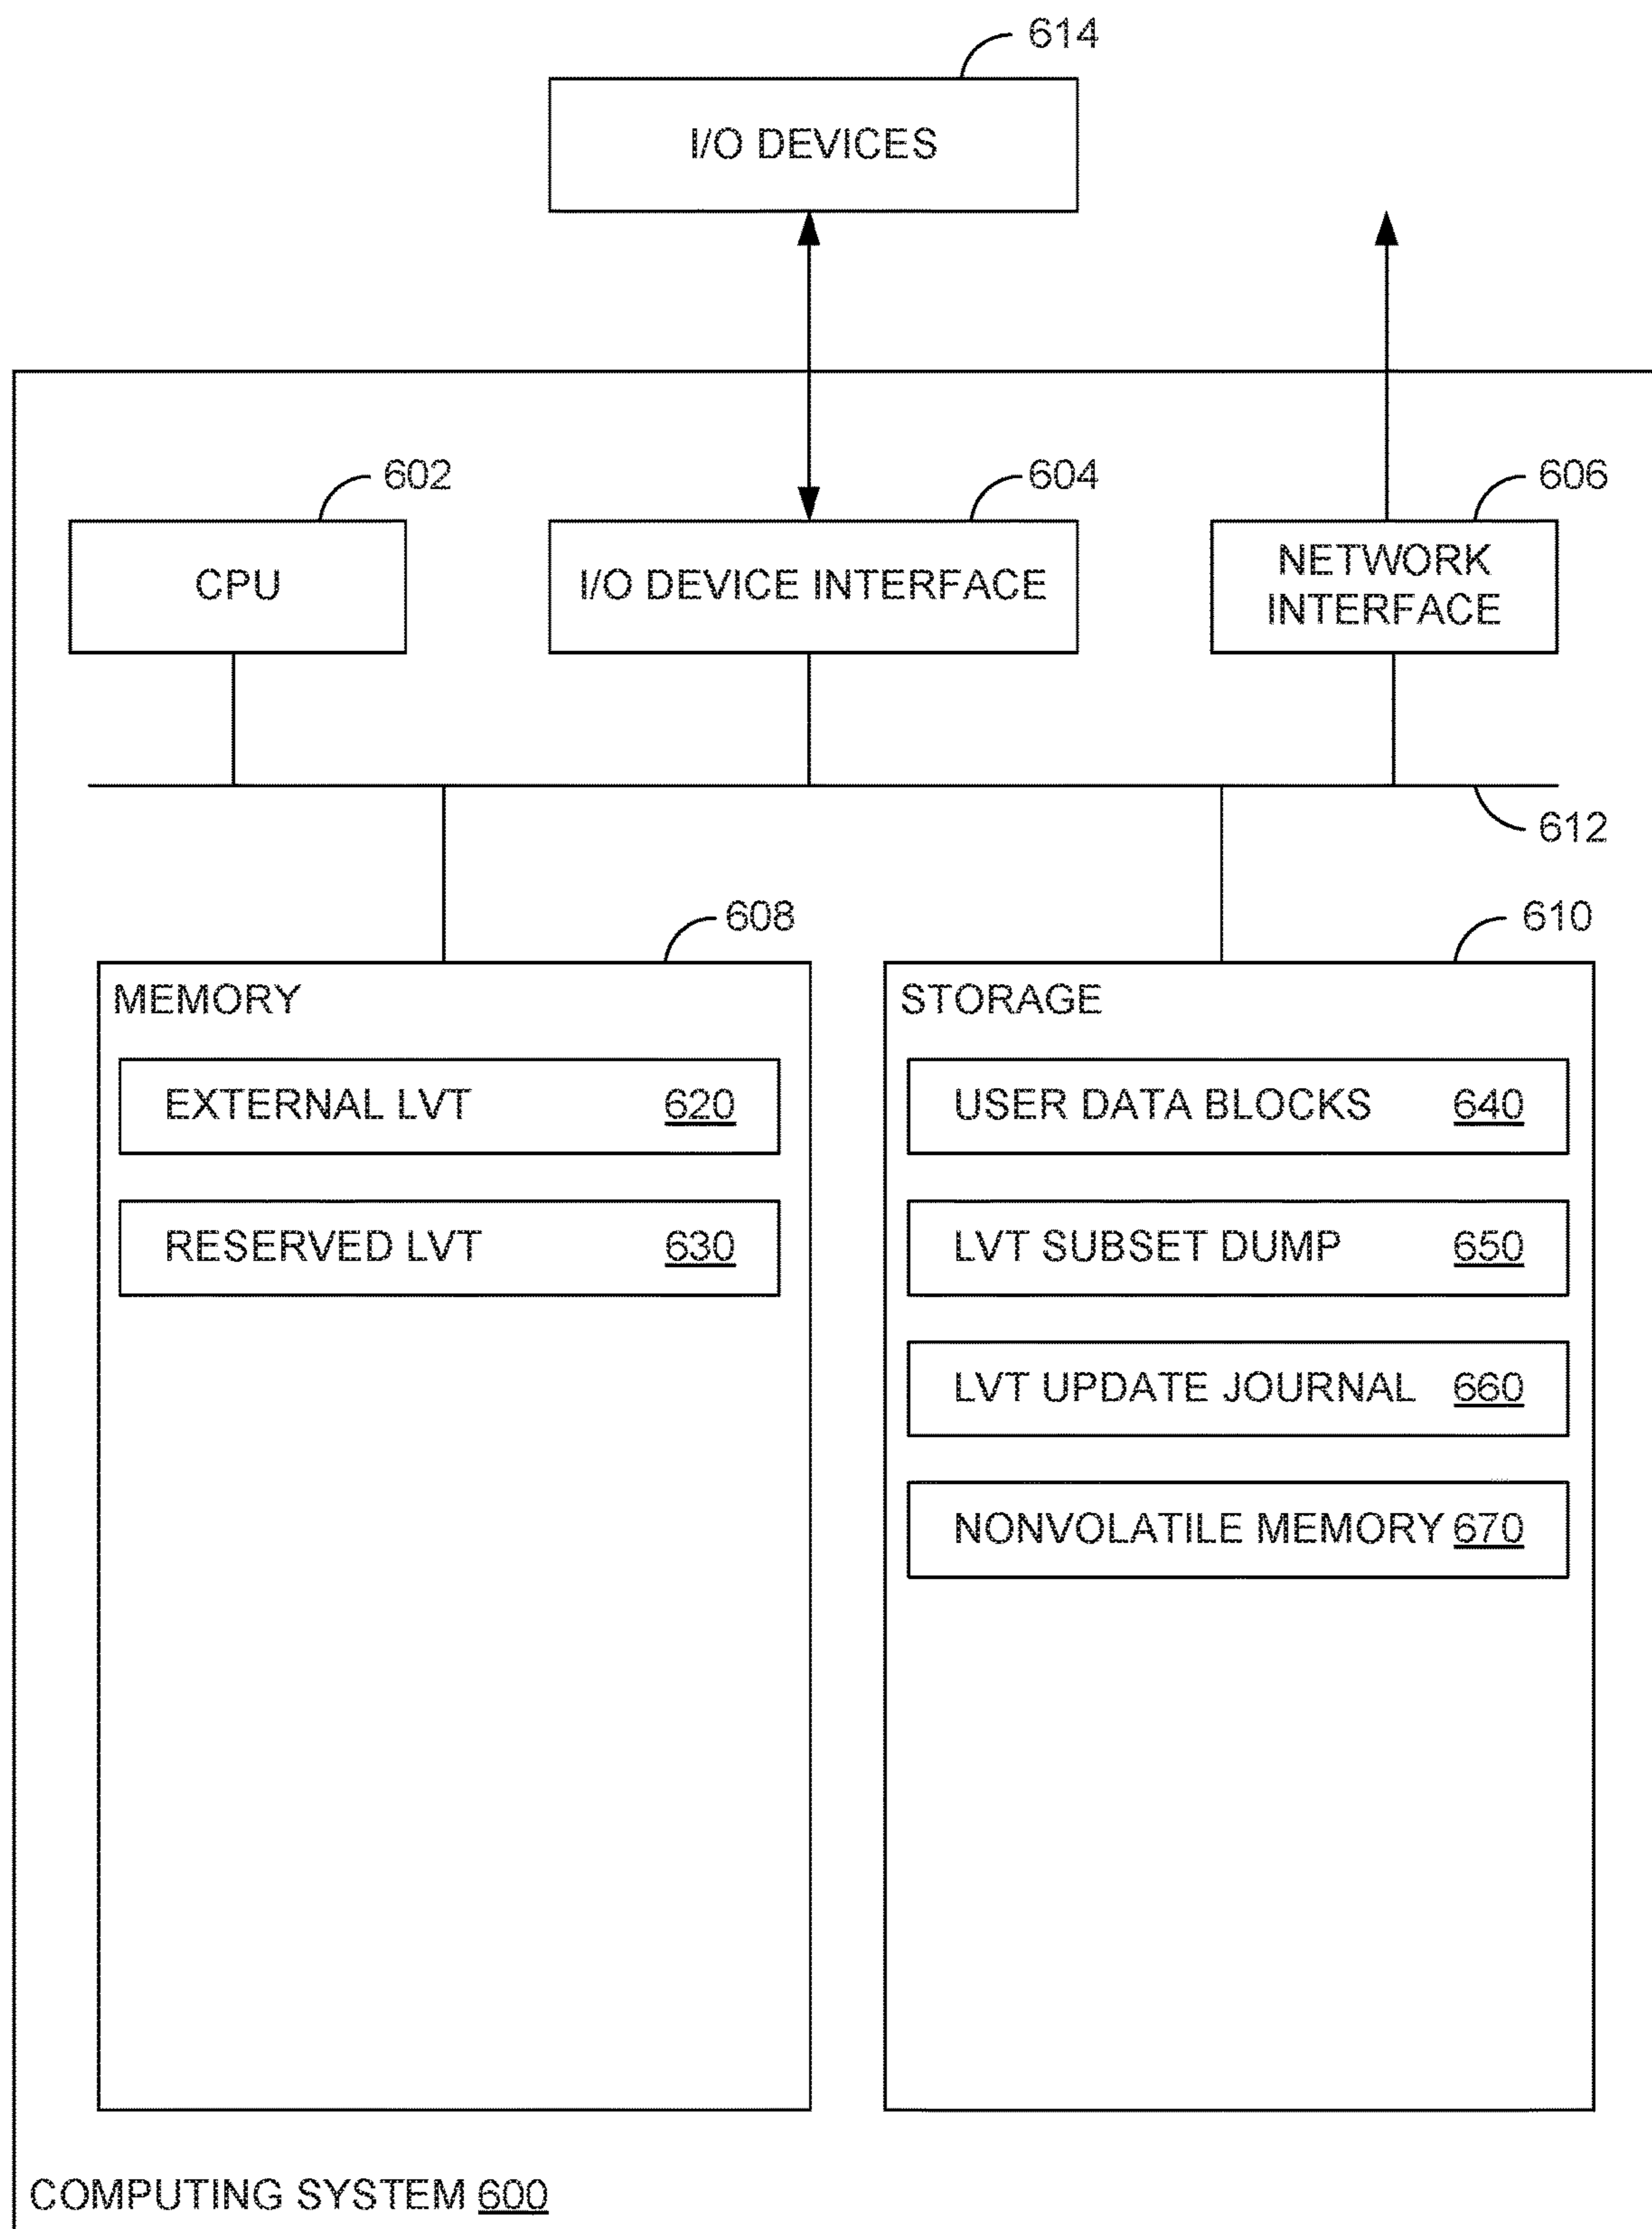 614
I/O DEVICES
602
604
606
CPU
I/O DEVICE INTERFACE
NETWORK
INTERFACE
612
608
610
MEMORY
STORAGE
EXTERNAL LVT 620
USER DATA BLOCKS 640
RESERVED LVT 630
LVT SUBSET DUMP 650
LVT UPDATE JOURNAL 660
NONVOLATILE MEMORY 670
COMPUTING SYSTEM 600